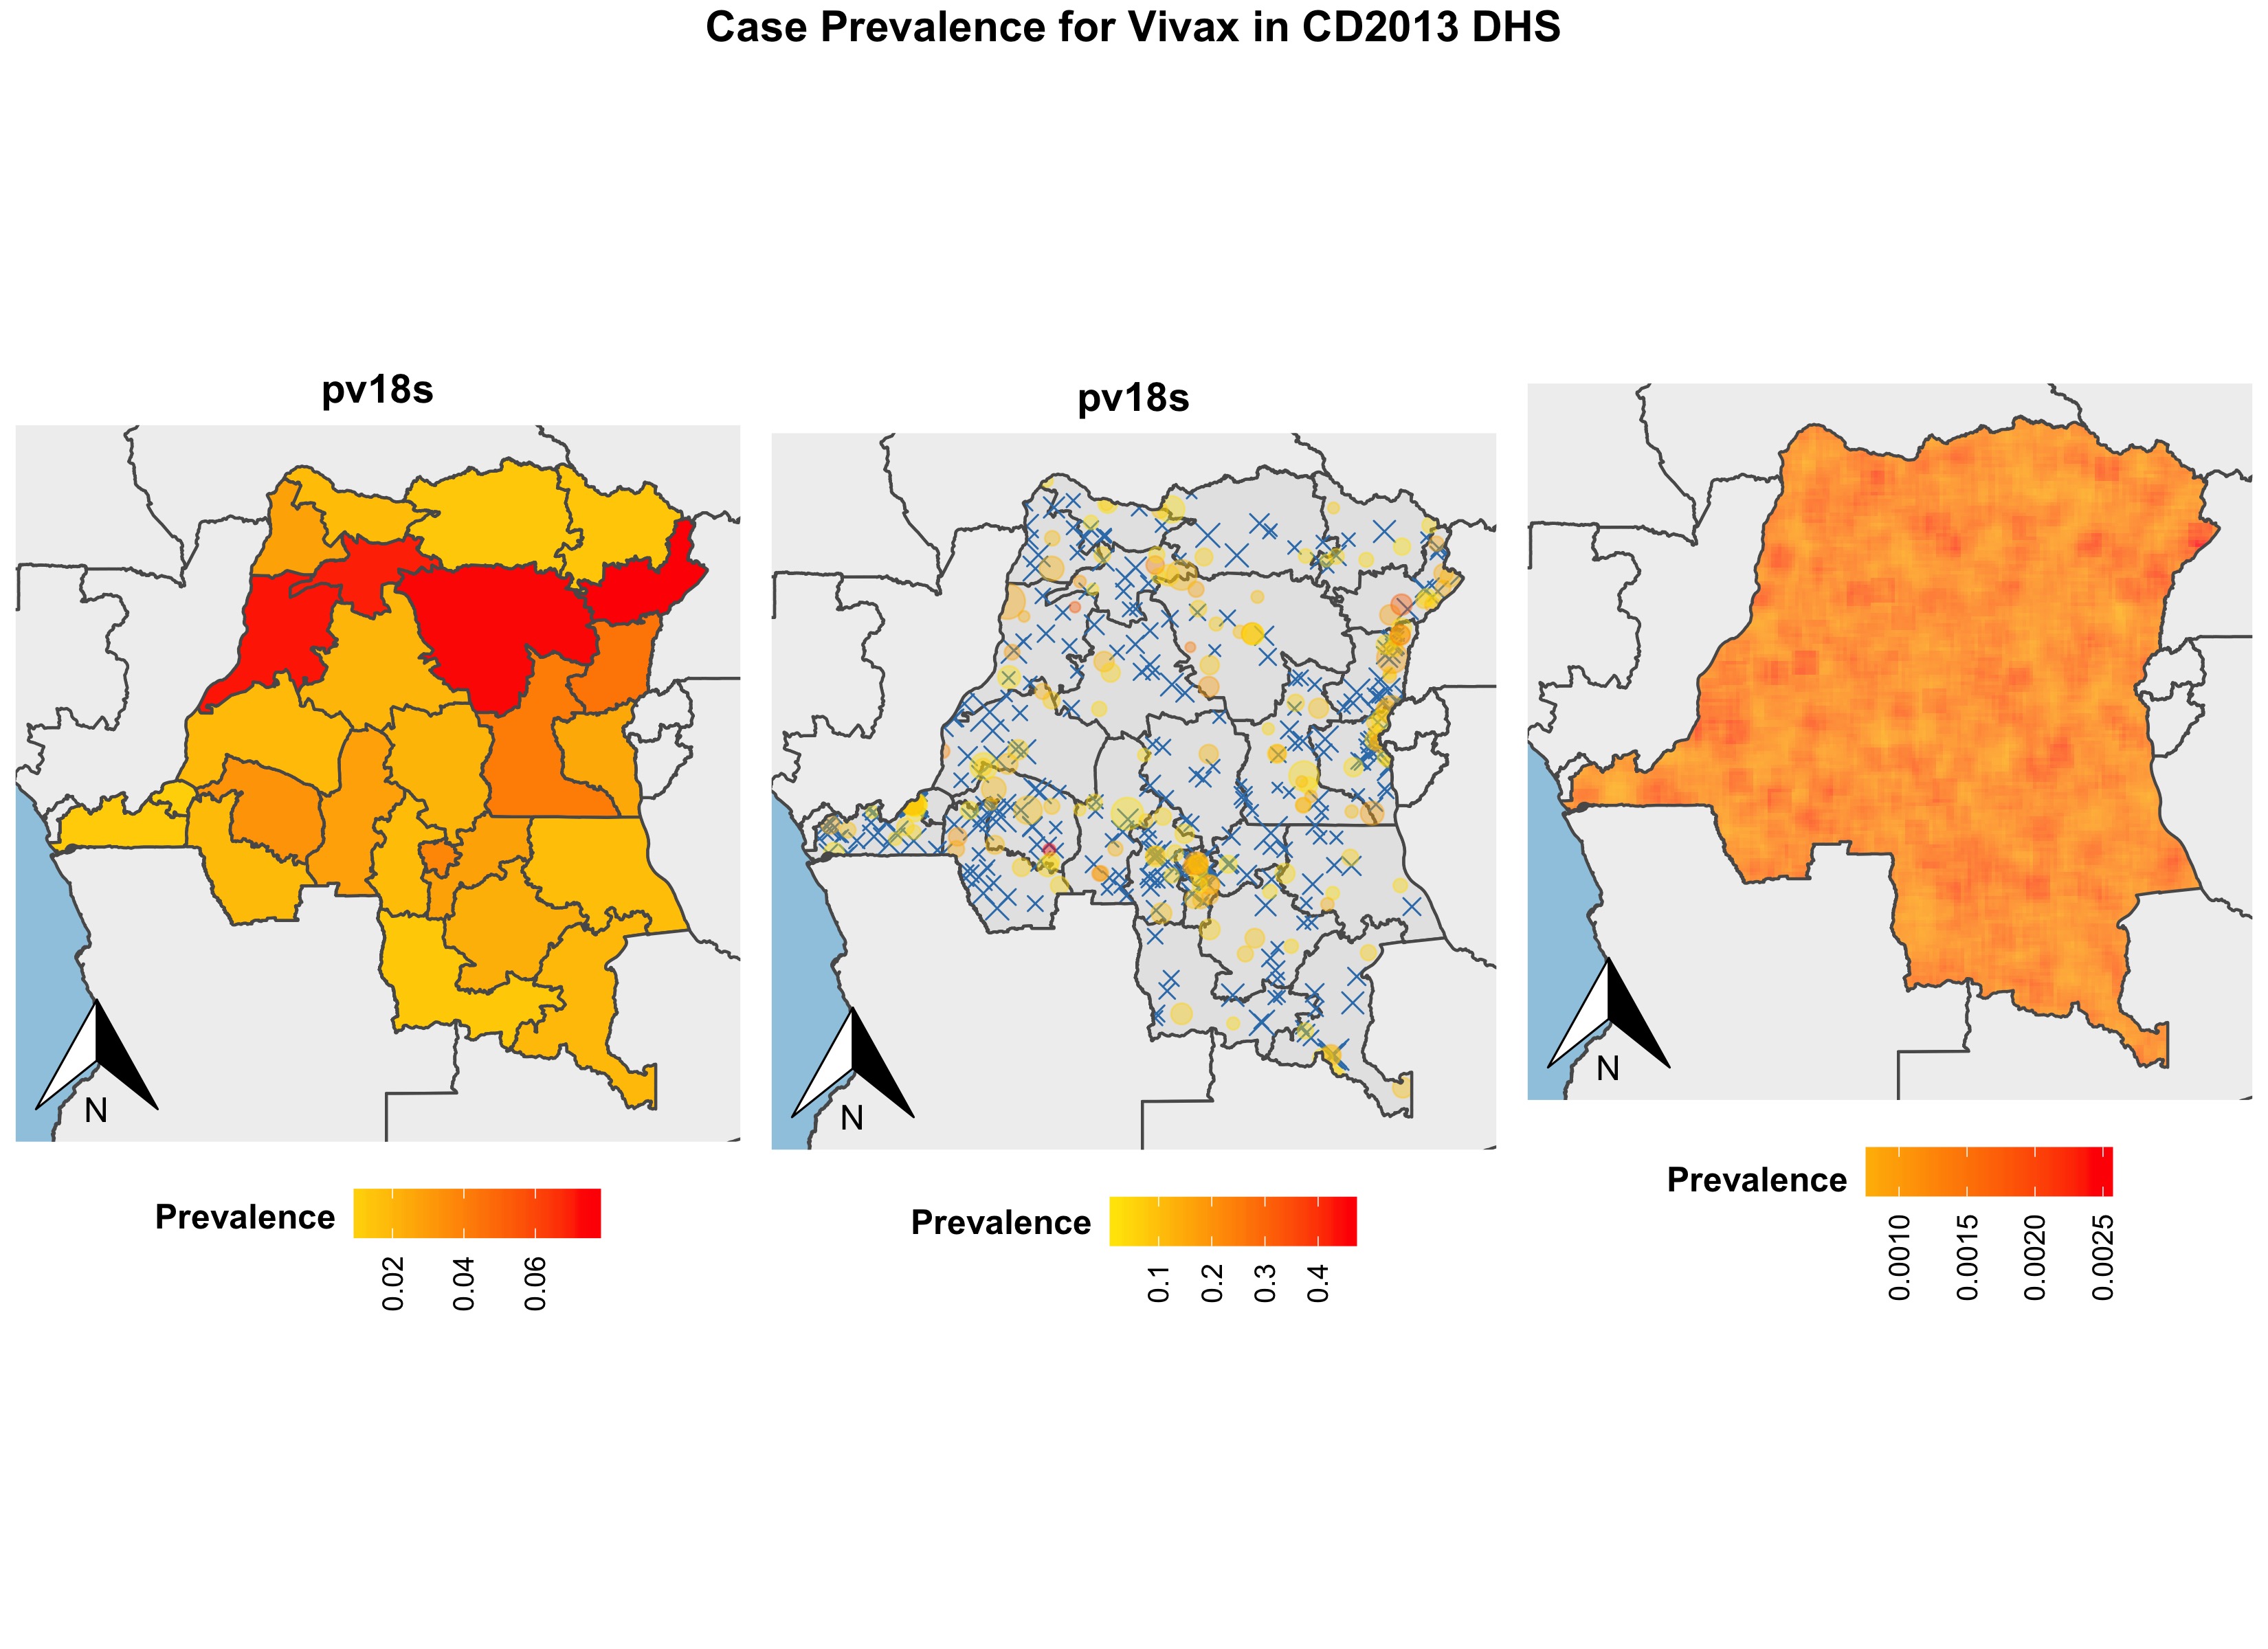 Case Prevalence for Vivax in CD2013 DHS
pv18s
N
Prevalence
0.02
0.04
0.06
pv18s
N
Prevalence
0.1
0.2
0.3
0.4
N
Prevalence
0.0010
0.0015
0.0020
0.0025